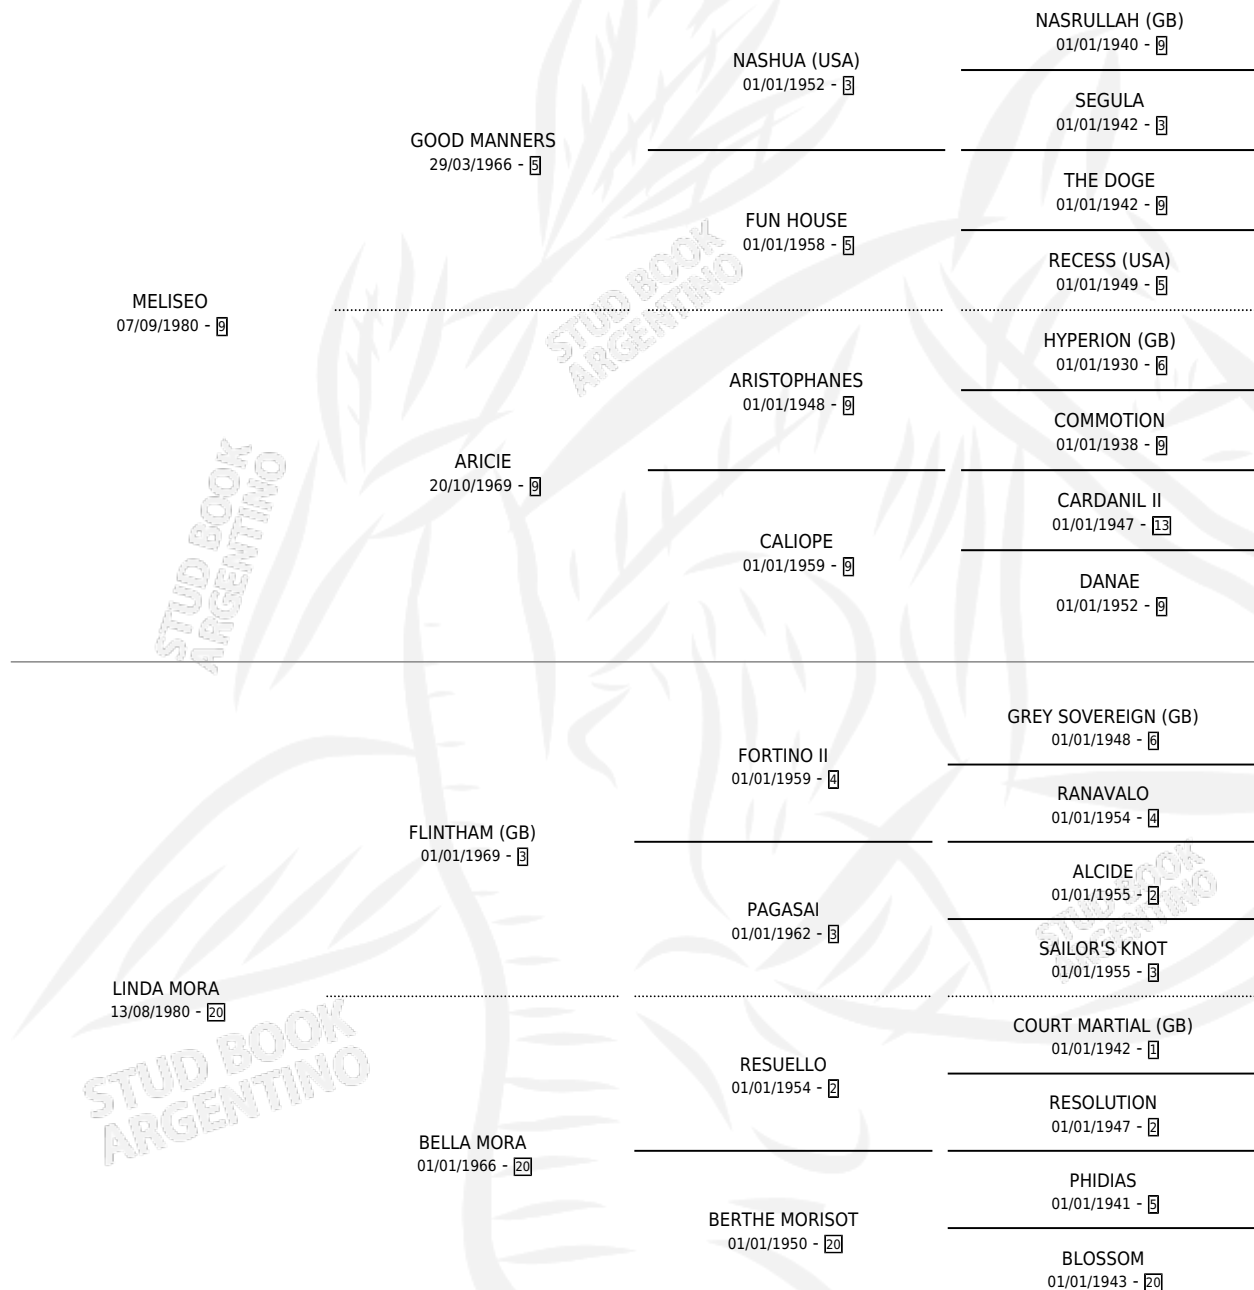 MELISEO
07/09/1980 - 9
GOOD MANNERS
29/03/1966 - 5
NASHUA (USA)
01/01/1952 - 3
NASRULLAH (GB)
01/01/1940 - 9
SEGULA
01/01/1942 - 3
FUN HOUSE
01/01/1958 - 5
THE DOGE
01/01/1942 - 9
RECESS (USA)
01/01/1949 - 5
ARICIE
20/10/1969 - 9
ARISTOPHANES
01/01/1948 - 9
HYPERION (GB)
01/01/1930 - 6
COMMOTION
01/01/1938 - 9
CALIOPE
01/01/1959 - 9
CARDANIL II
01/01/1947 - 13
DANAE
01/01/1952 - 9
LINDA MORA
13/08/1980 - 20
FLINTHAM (GB)
01/01/1969 - 3
FORTINO II
01/01/1959 - 4
GREY SOVEREIGN (GB)
01/01/1948 - 6
RANAVALO
01/01/1954 - 4
PAGASAI
01/01/1962 - 3
ALCIDE
01/01/1955 - 2
SAILOR'S KNOT
01/01/1955 - 3
BELLA MORA
01/01/1966 - 20
RESUELLO
01/01/1954 - 2
COURT MARTIAL (GB)
01/01/1942 - 1
RESOLUTION
01/01/1947 - 2
BERTHE MORISOT
01/01/1950 - 20
PHIDIAS
01/01/1941 - 5
BLOSSOM
01/01/1943 - 20
STUD BOOK
ARGENTINO
STUD BOOK
ARGENTINO
STUD BOOK
ARGENTINO
STUD BOOK
ARGENTINO